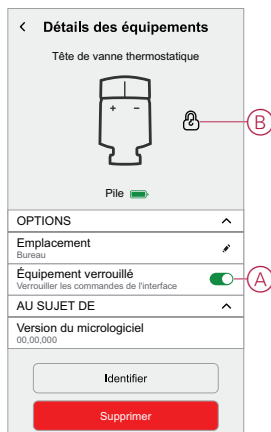 Détails des équipements
Tête de vanne thermostatique
+ -
B
Pile
OPTIONS
Emplacement
Bureau
Équipement verrouillé
Verrouiller les commandes de l'interface
A
AU SUJET DE
Version du micrologiciel
00,00,000
Identifier
Supprimer